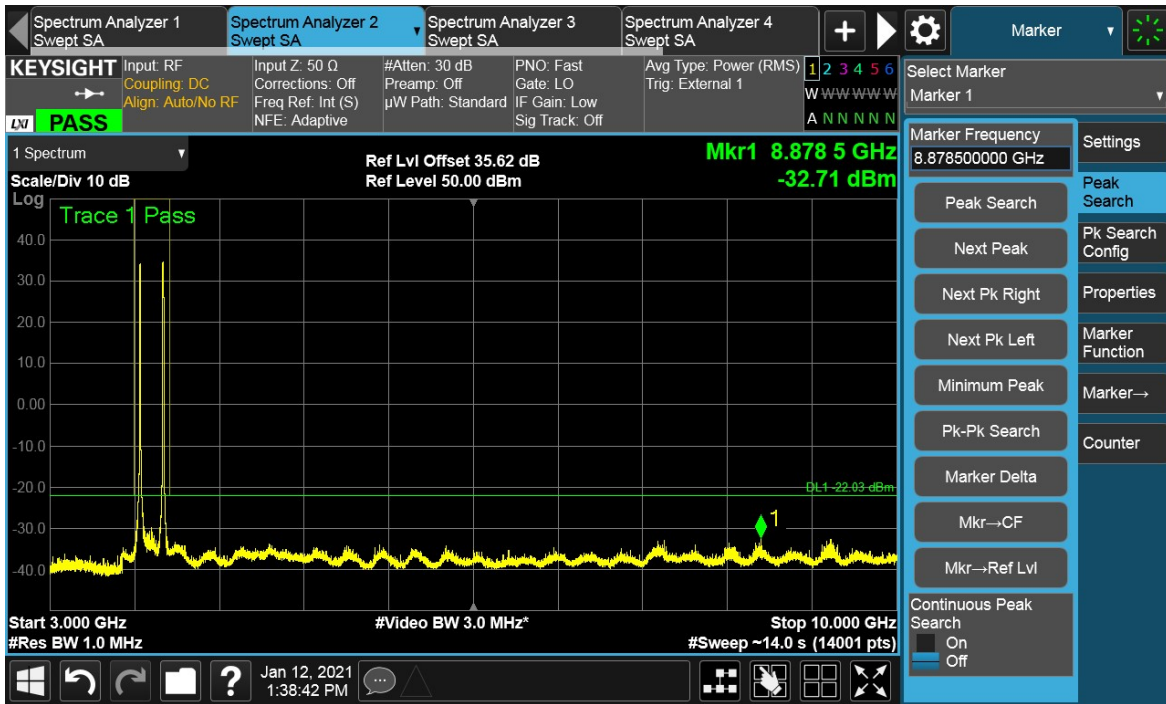 Spectrum Analyzer 1
Swept SA
Spectrum Analyzer 2
Swept SA
Spectrum Analyzer 3
Swept SA
Spectrum Analyzer 4
Swept SA
+
Marker
KEYSIGHT
LXI PASS
Input: RF
Coupling: DC
Align: Auto/No RF
Input Z: 50 Ω
Corrections: Off
Freq Ref: Int (S)
NFE: Adaptive
#Atten: 30 dB
Preamp: Off
µW Path: Standard
PNO: Fast
Gate: LO
IF Gain: Low
Sig Track: Off
Avg Type: Power (RMS)
Trig: External 1
1 2 3 4 5 6
W W W W W W
A N N N N N
Select Marker
Marker 1
1 Spectrum
Scale/Div 10 dB
Log
Ref Lvl Offset 35.62 dB
Ref Level 50.00 dBm
Mkr1 8.878 5 GHz
-32.71 dBm
Trace 1 Pass
40.0
30.0
20.0
10.0
0.00
-10.0
-20.0
-30.0
-40.0
DL1 -22.03 dBm
1
Start 3.000 GHz
#Res BW 1.0 MHz
#Video BW 3.0 MHz*
Stop 10.000 GHz
#Sweep ~14.0 s (14001 pts)
Marker Frequency
8.878500000 GHz
Peak Search
Next Peak
Next Pk Right
Next Pk Left
Minimum Peak
Pk-Pk Search
Marker Delta
Mkr→CF
Mkr→Ref Lvl
Continuous Peak
Search
On
Off
Settings
Peak
Search
Pk Search
Config
Properties
Marker
Function
Marker→
Counter
?
Jan 12, 2021
1:38:42 PM